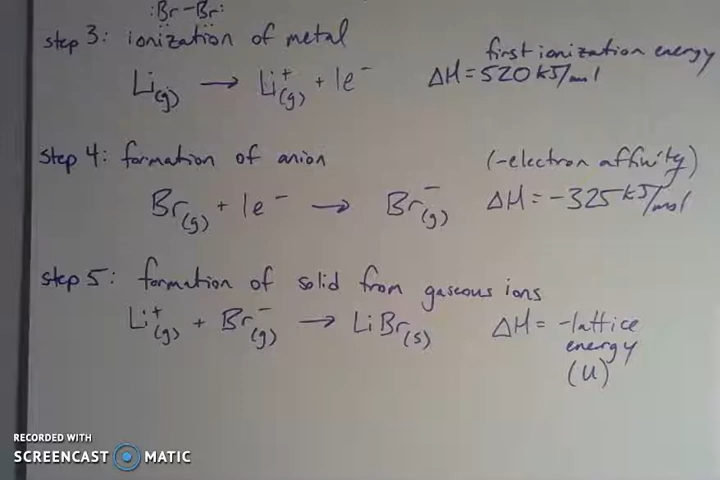 :Br-Br:
step 3: ionization of metal
first ionization energy
Li(g) → Li⁺(g) + 1e⁻ ΔH = 520 kJ/mol
step 4: formation of anion (-electron affinity)
Br(g) + 1e⁻ → Br⁻(g) ΔH = -325 kJ/mol
step 5: formation of solid from gaseous ions
Li⁺(g) + Br⁻(g) → LiBr(s) ΔH = -lattice
energy
(U)
RECORDED WITH
SCREENCAST MATIC